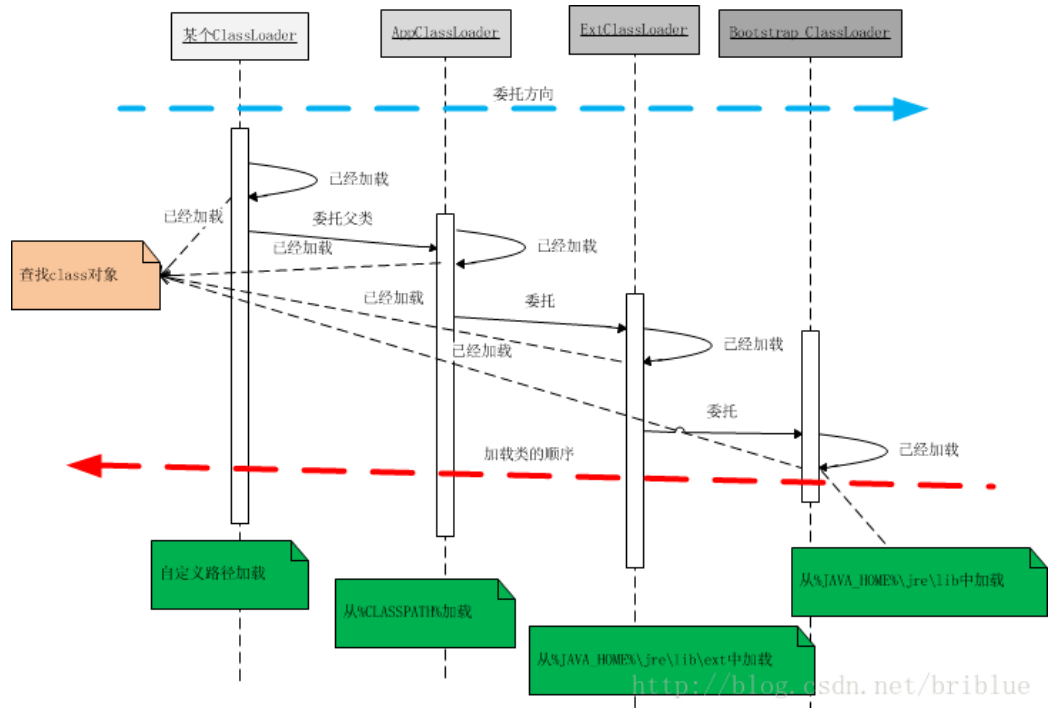 某个ClassLoader
AppClassLoader
ExtClassLoader
Bootstrap ClassLoader
委托方向
已经加载
已经加载
委托父类
已经加载
已经加载
查找class对象
已经加载
委托
已经加载
已经加载
委托
已经加载
加载类的顺序
自定义路径加载
从%CLASSPATH%加载
从%JAVA_HOME%\jre\lib中加载
从%JAVA_HOME%\jre\lib\ext中加载
http://blog.csdn.net/briblue